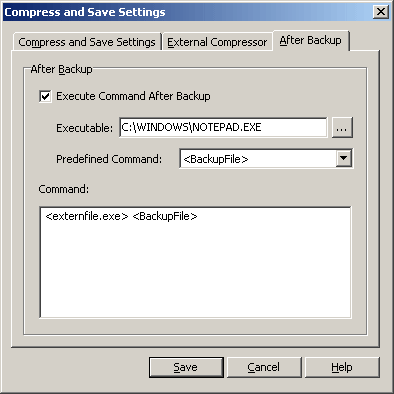 Compress and Save Settings
Compress and Save Settings External Compressor After Backup
After Backup
Execute Command After Backup
Executable: C:\WINDOWS\NOTEPAD.EXE ...
Predefined Command: <BackupFile>
Command:
<externfile.exe> <BackupFile>
Save Cancel Help